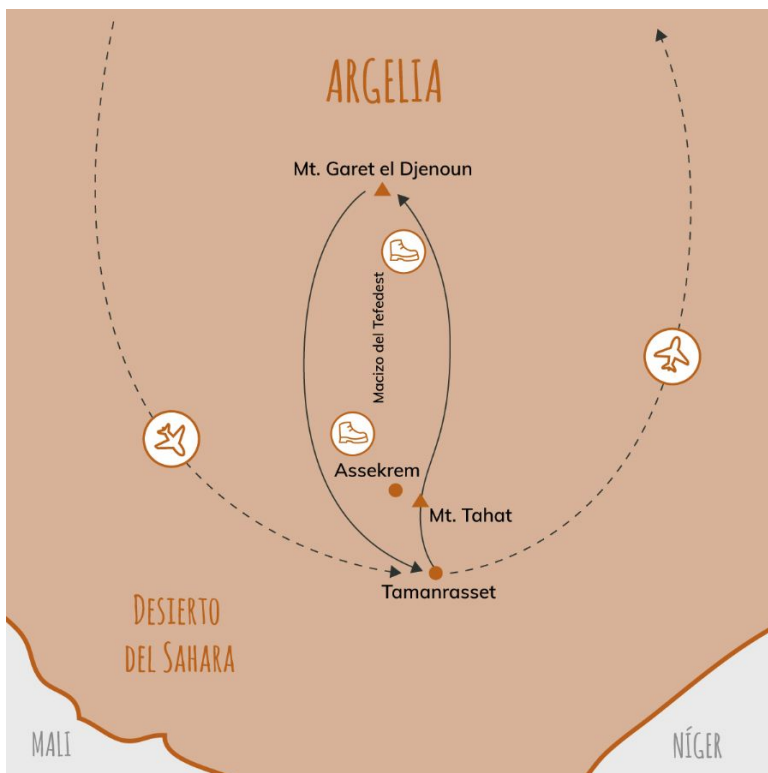 ARGELIA
Mt. Garet el Djenoun
Macizo del Tefedest
Assekrem
Mt. Tahat
Tamanrasset
DESIERTO
DEL SAHARA
MALI
NÍGER